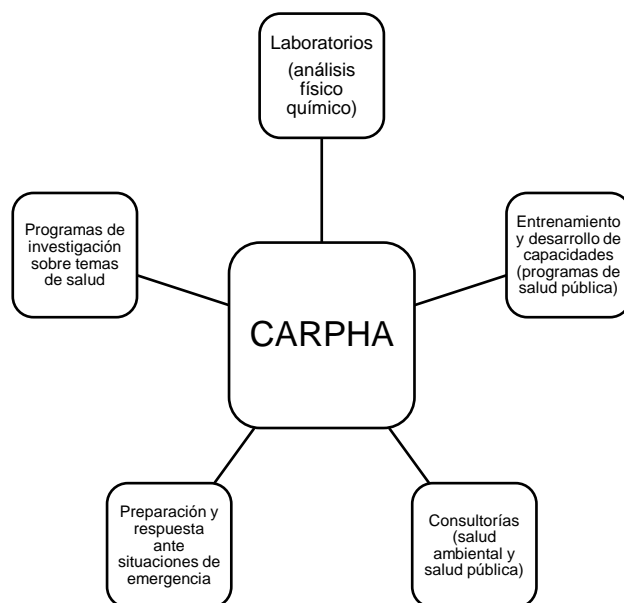 Laboratorios
(análisis
físico
químico)
Programas de
investigación
sobre temas
de salud
Entrenamiento
y desarrollo de
capacidades
(programas de
salud pública)
CARPHA
Preparación y
respuesta
ante
situaciones de
emergencia
Consultorías
(salud
ambiental y
salud pública)